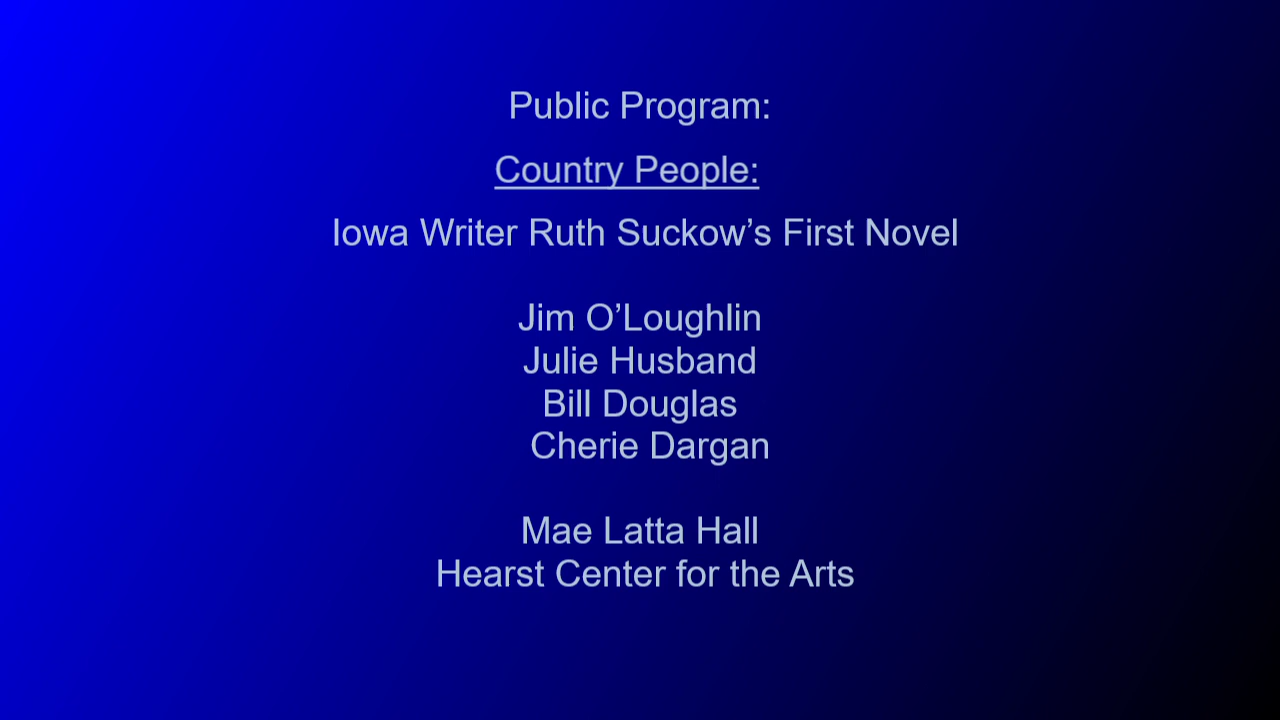 Public Program:
Country People:
Iowa Writer Ruth Suckow’s First Novel
Jim O’Loughlin
Julie Husband
Bill Douglas
Cherie Dargan
Mae Latta Hall
Hearst Center for the Arts